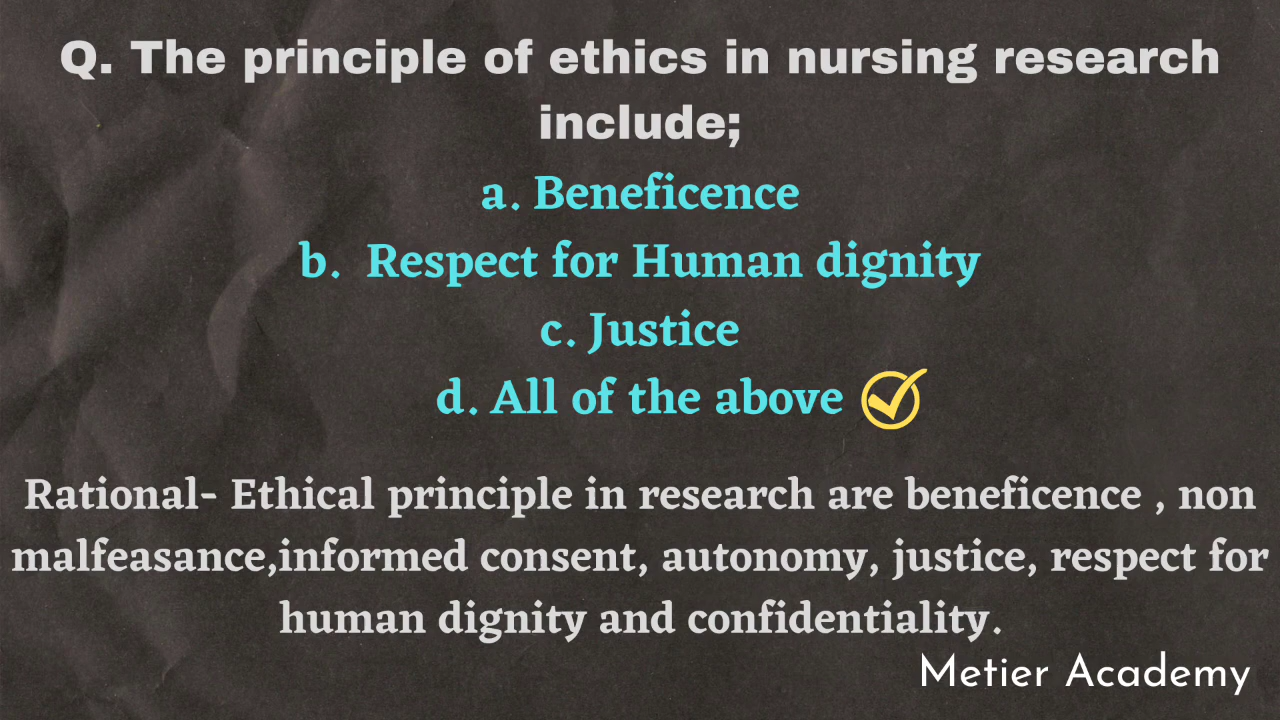 Q. The principle of ethics in nursing research
include;
a. Beneficence
b. Respect for Human dignity
c. Justice
d. All of the above
Rational- Ethical principle in research are beneficence , non
malfeasance,informed consent, autonomy, justice, respect for
human dignity and confidentiality.
Metier Academy